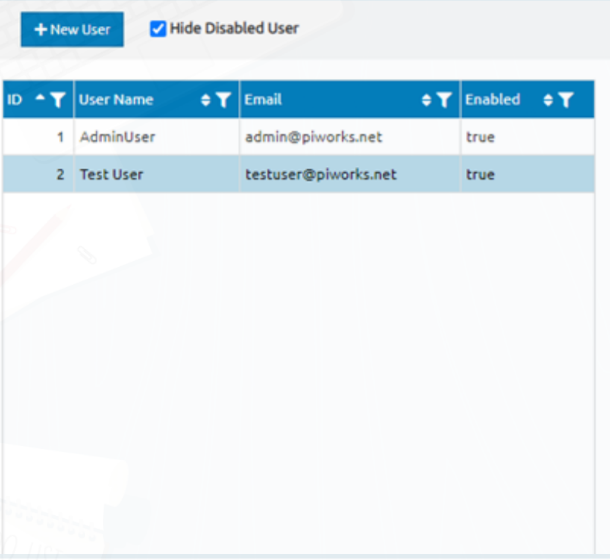 + New User Hide Disabled User
ID User Name Email Enabled
1 AdminUser admin@piworks.net true
2 Test User testuser@piworks.net true